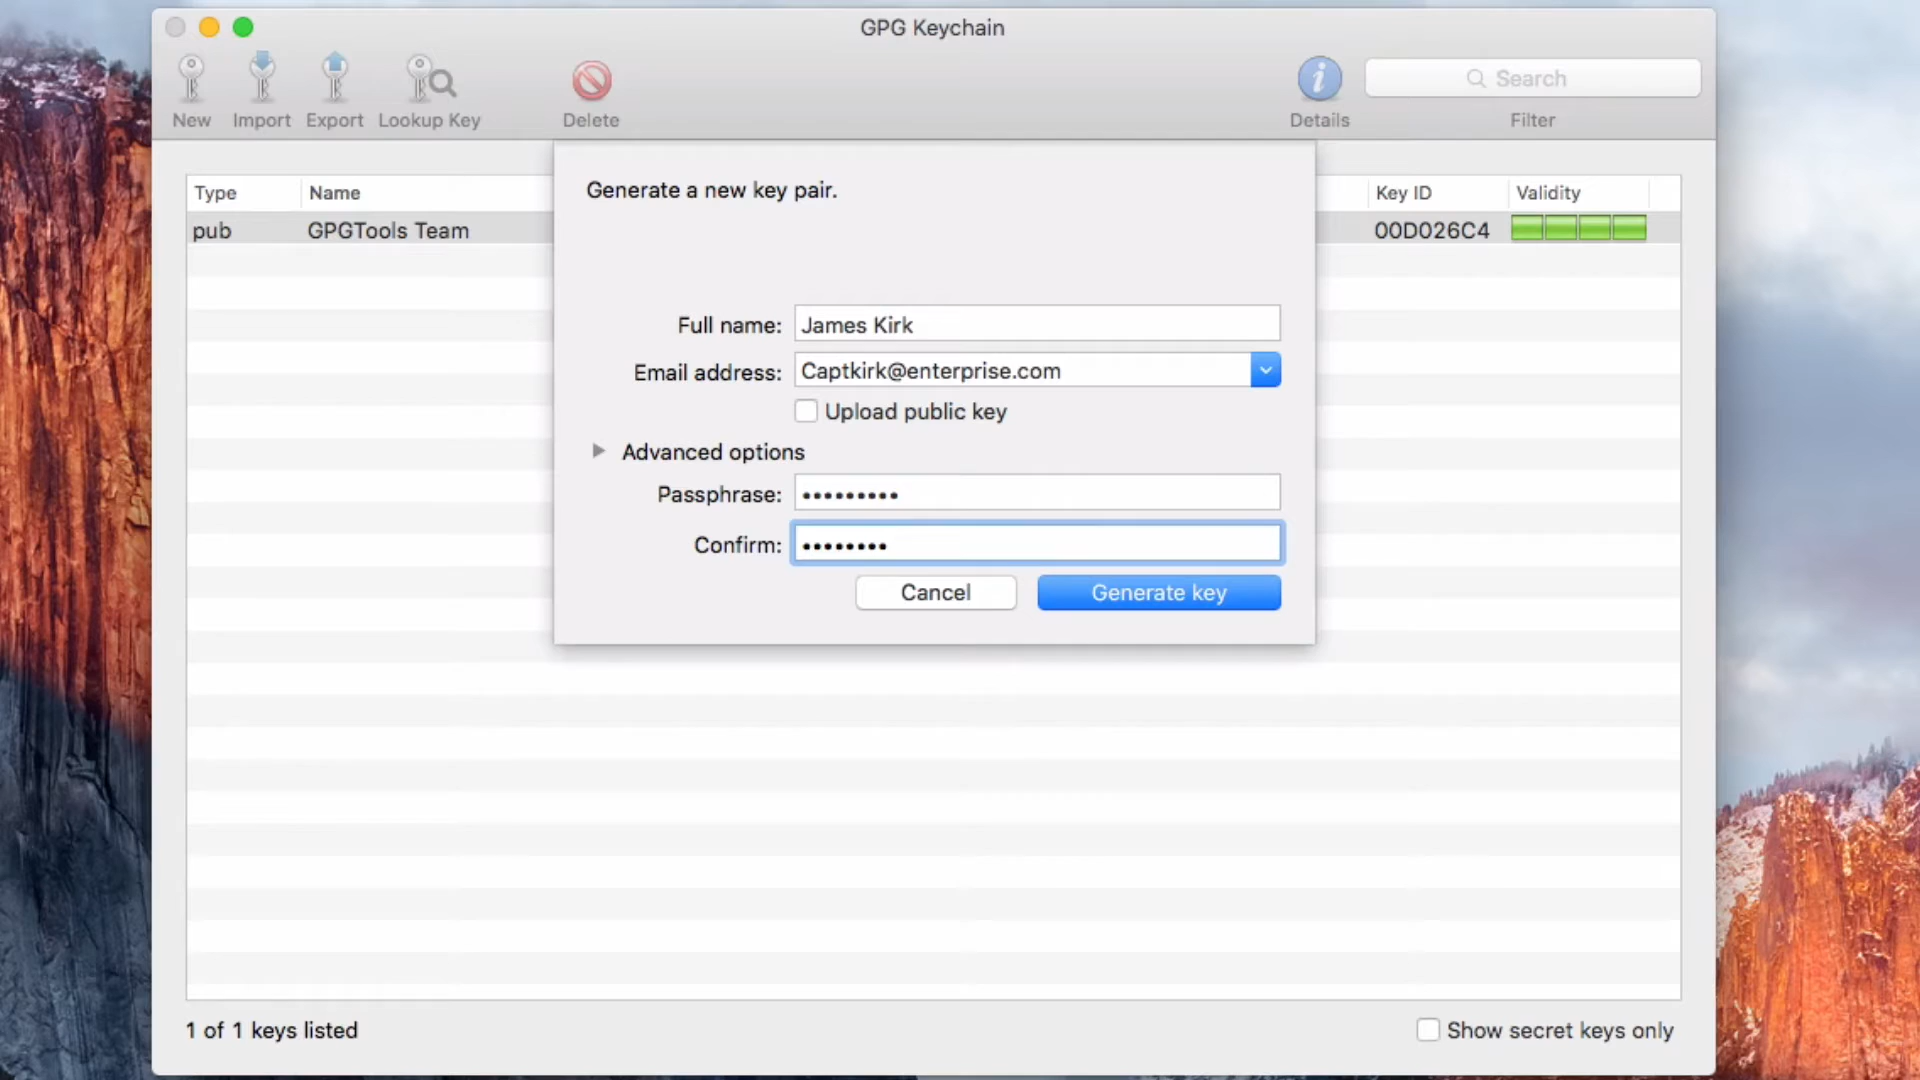 GPG Keychain
New
Import
Export
Lookup Key
Delete
Details
Search
Filter
Generate a new key pair.
Type
Name
Key ID
Validity
pub
GPGTools Team
00D026C4
Full name:
James Kirk
Email address:
Captkirk@enterprise.com
Upload public key
Advanced options
Passphrase:
•••••••••
Confirm:
••••••••
Cancel
Generate key
1 of 1 keys listed
Show secret keys only